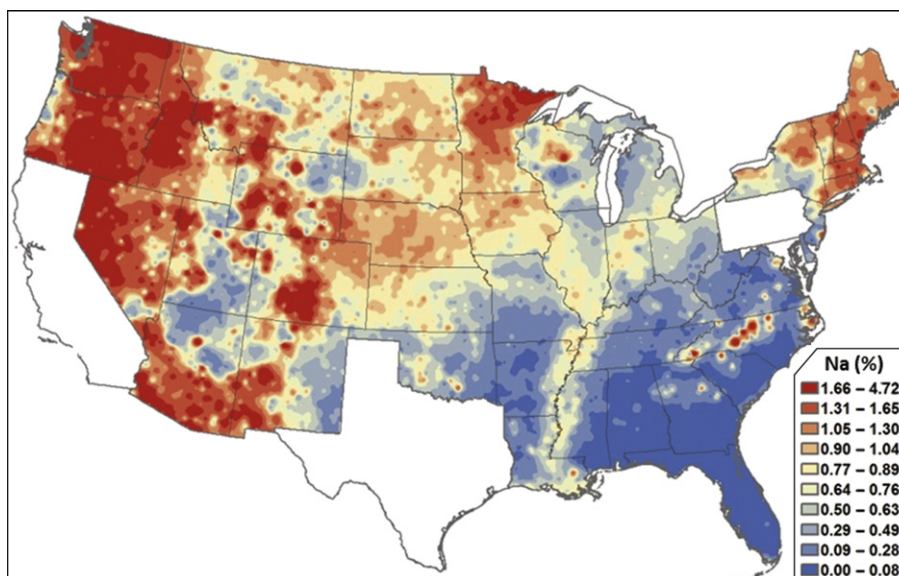 Na (%)
1.66 – 4.72
1.31 – 1.65
1.05 – 1.30
0.90 – 1.04
0.77 – 0.89
0.64 – 0.76
0.50 – 0.63
0.29 – 0.49
0.09 – 0.28
0.00 – 0.08